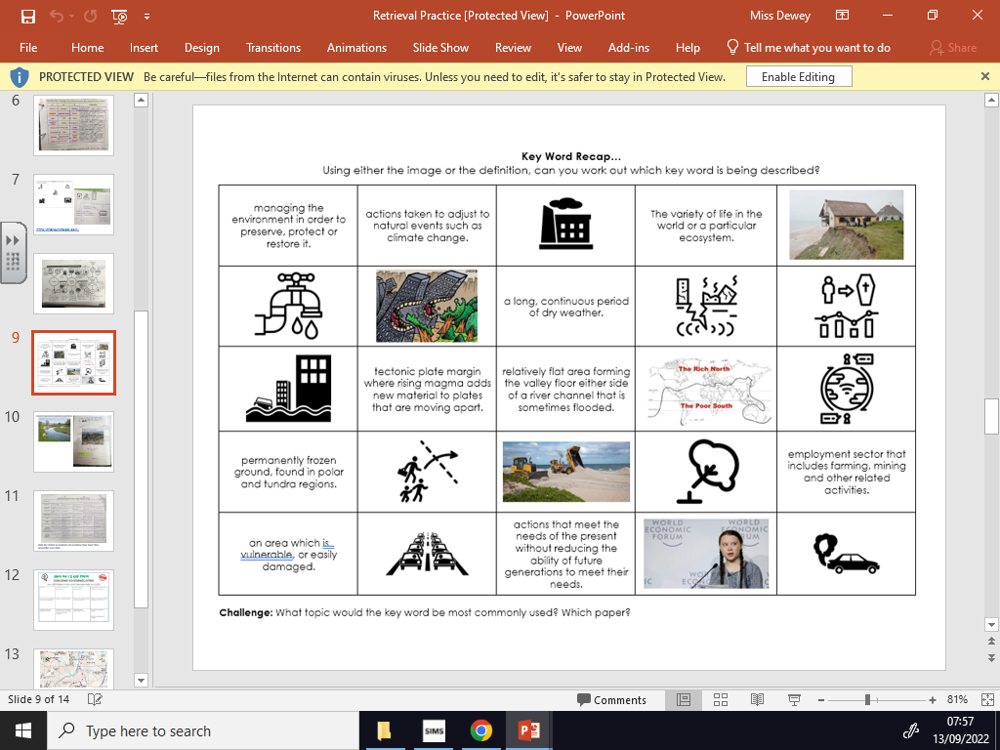 Retrieval Practice [Protected View] - PowerPoint
Miss Dewey
File Home Insert Design Transitions Animations Slide Show Review View Add-ins Help Tell me what you want to do Share
PROTECTED VIEW Be careful—files from the Internet can contain viruses. Unless you need to edit, it's safer to stay in Protected View. Enable Editing
6
7
9
10
11
12
13
Key Word Recap...
Using either the image or the definition, can you work out which key word is being described?
managing the
environment in order to
preserve, protect or
restore it.
actions taken to adjust to
natural events such as
climate change.
The variety of life in the
world or a particular
ecosystem.
a long, continuous period
of dry weather.
tectonic plate margin
where rising magma adds
new material to plates
that are moving apart.
relatively flat area forming
the valley floor either side
of a river channel that is
sometimes flooded.
The Rich North
The Poor South
permanently frozen
ground, found in polar
and tundra regions.
employment sector that
includes farming, mining
and other related
activities.
an area which is
vulnerable, or easily
damaged.
actions that meet the
needs of the present
without reducing the
ability of future
generations to meet their
needs.
WORLD
ECONOMIC
FORUM
WORLD
ECONOMIC
FORUM
Challenge: What topic would the key word be most commonly used? Which paper?
Slide 9 of 14
Comments
81%
Type here to search
SIMS
07:57
13/09/2022